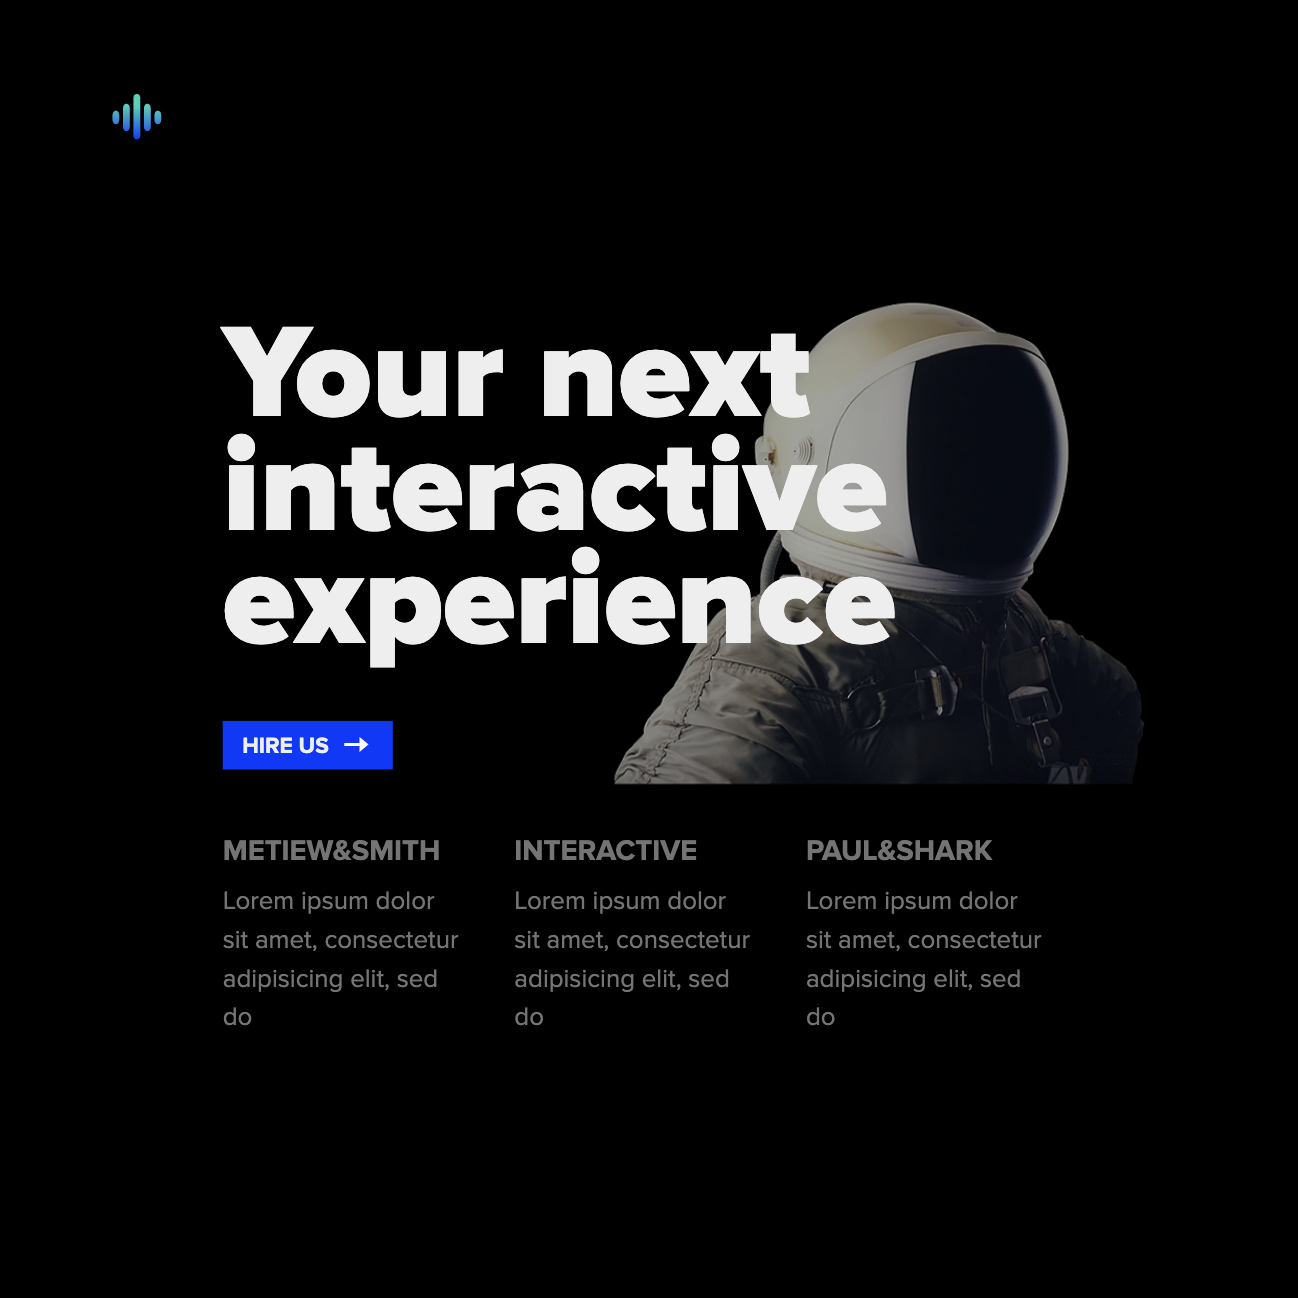 Your next
interactive
experience
HIRE US →
METIEW&SMITH
Lorem ipsum dolor
sit amet, consectetur
adipisicing elit, sed
do
INTERACTIVE
Lorem ipsum dolor
sit amet, consectetur
adipisicing elit, sed
do
PAUL&SHARK
Lorem ipsum dolor
sit amet, consectetur
adipisicing elit, sed
do